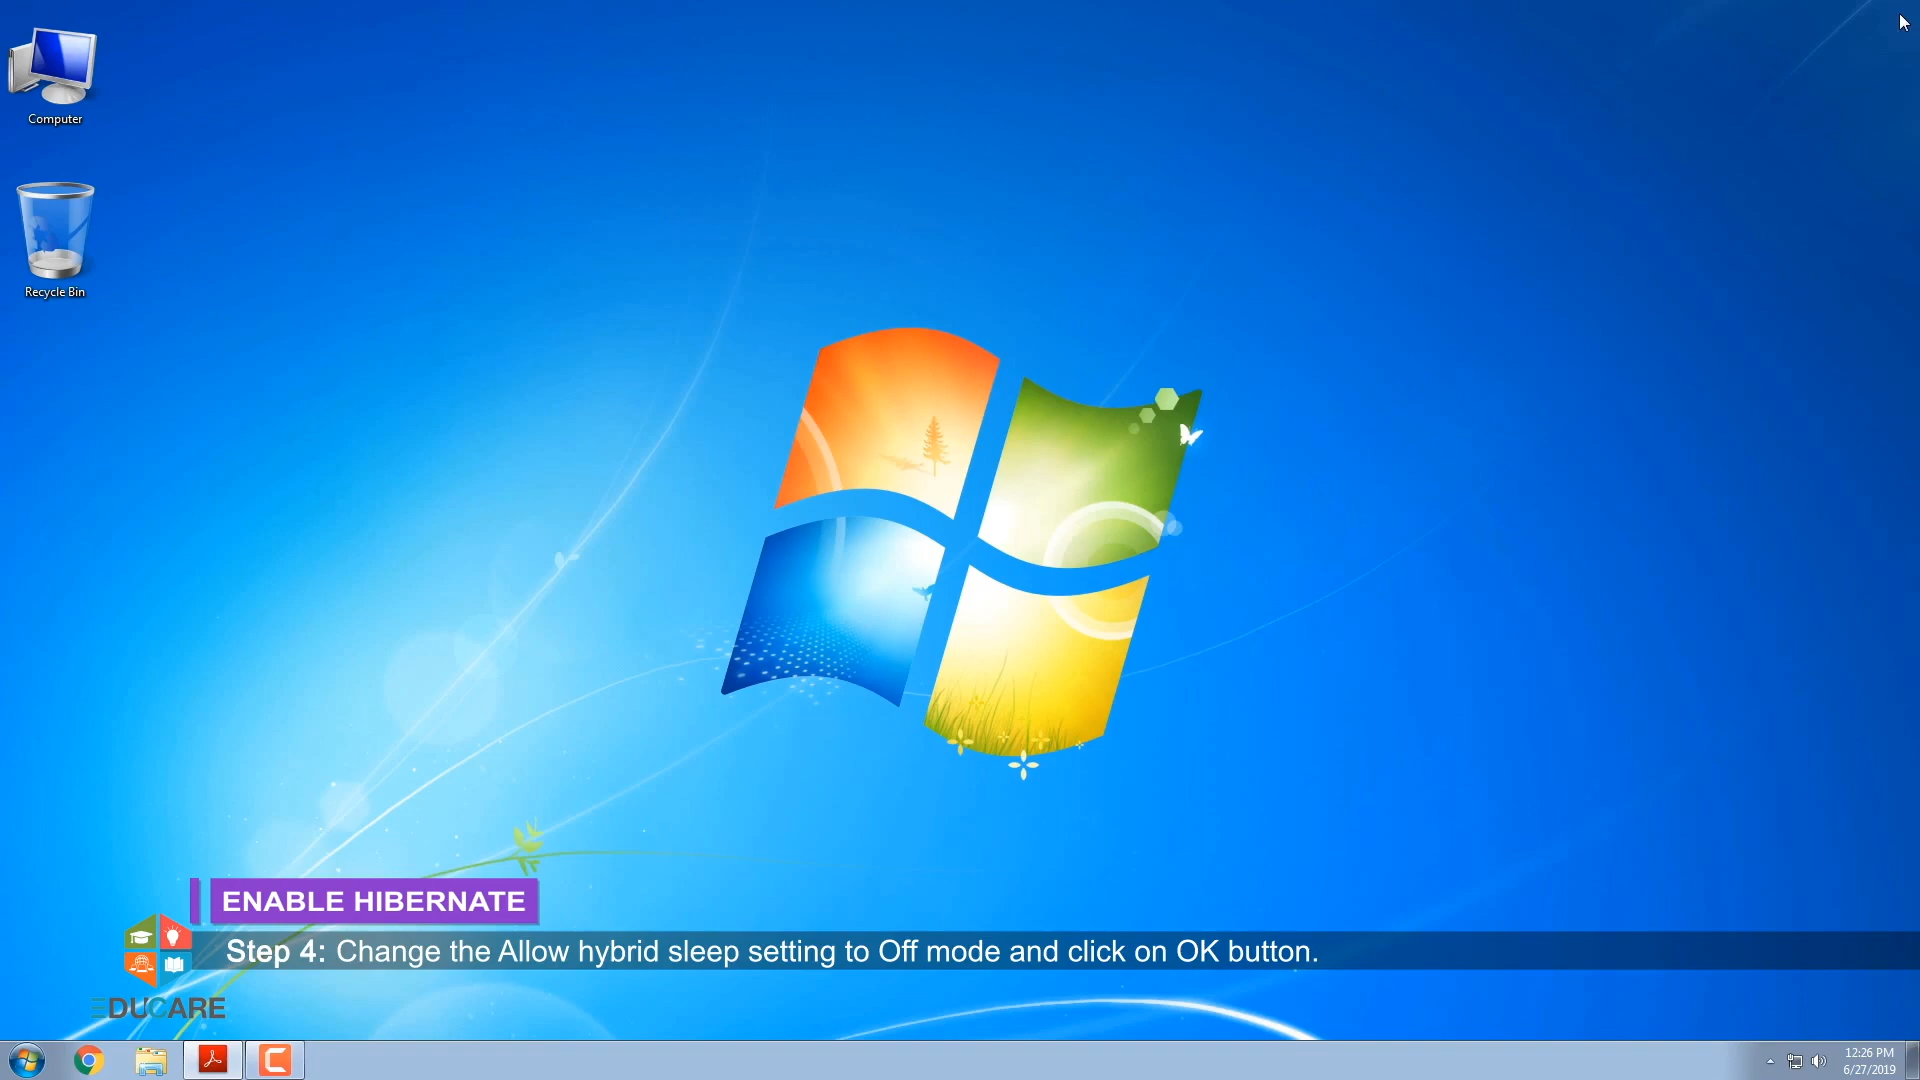 Computer
Recycle Bin
ENABLE HIBERNATE
Step 4: Change the Allow hybrid sleep setting to Off mode and click on OK button.
EDUCARE
12:26 PM
6/27/2019